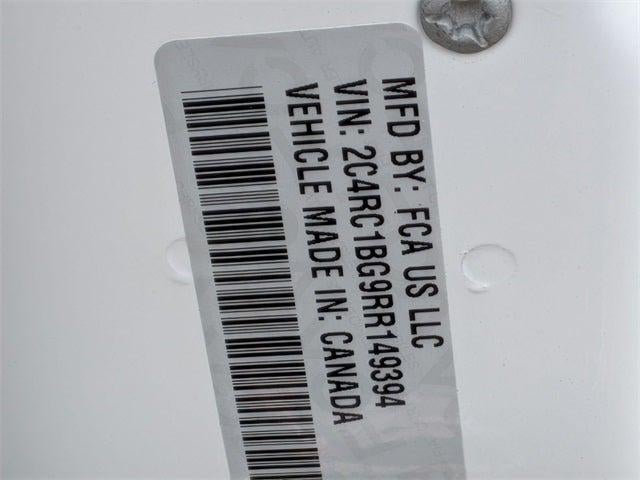 MFD BY: FCA US LLC
VIN: 2C4RC1BG9RR149394
VEHICLE MADE IN: CANADA